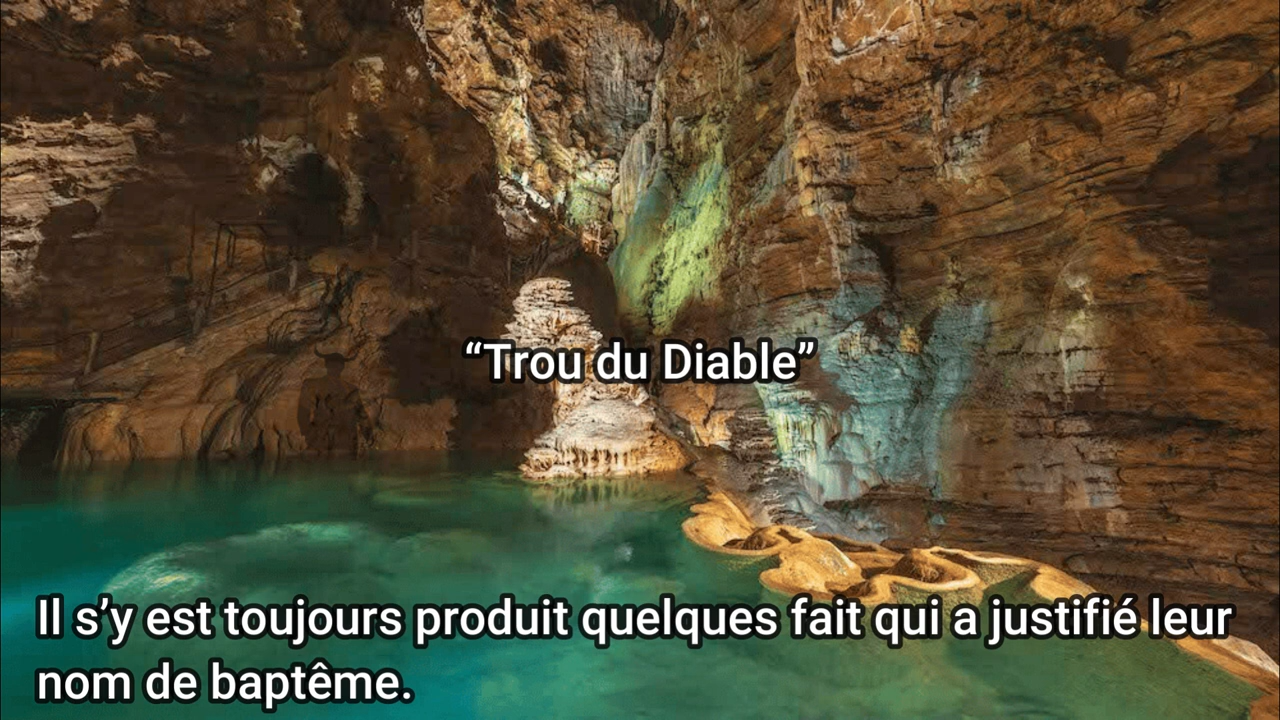 “Trou du Diable”
Il s’y est toujours produit quelques fait qui a justifié leur
nom de baptême.